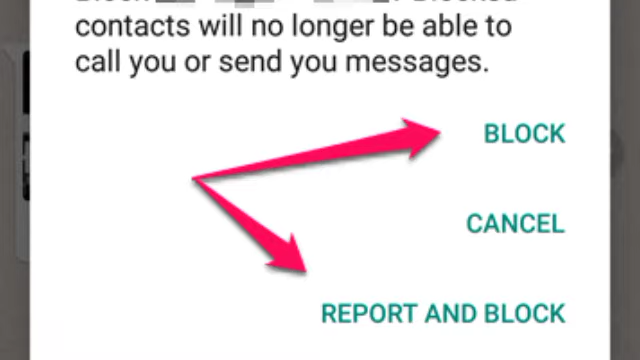 contacts will no longer be able to
call you or send you messages.
BLOCK
CANCEL
REPORT AND BLOCK